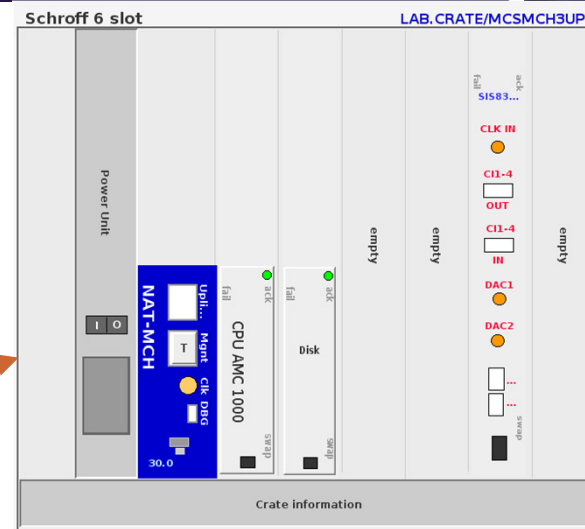 Schroff 6 slot
LAB.CRATE/MCSMCH3UP
Power Unit
I O
NAT-MCH
Upli...
Mgnt
T
Clk
DBG
30.0
fail
ack
CPU AMC 1000
swap
fail
ack
Disk
swap
empty
empty
fail
ack
SIS83...
CLK IN
CI1-4
OUT
CI1-4
IN
DAC1
DAC2
...
...
swap
empty
Crate information